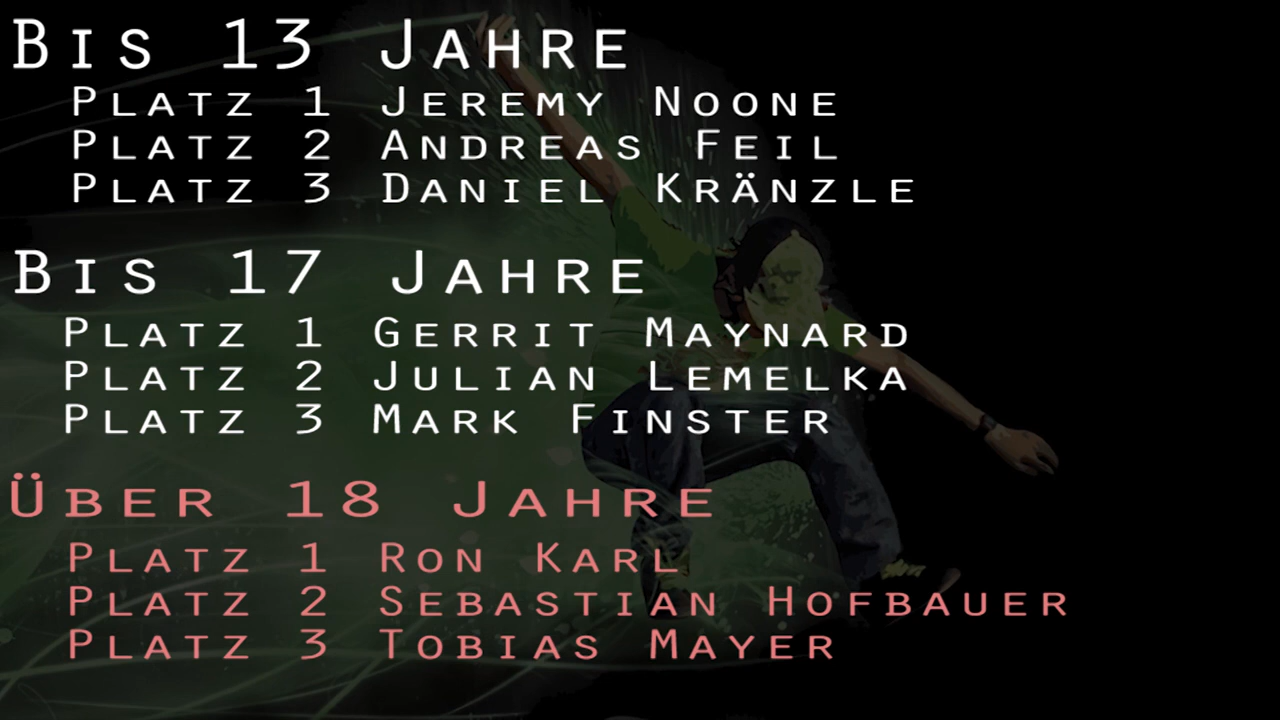 Bis 13 Jahre
Platz 1 Jeremy Noone
Platz 2 Andreas Feil
Platz 3 Daniel Kränzle
Bis 17 Jahre
Platz 1 Gerrit Maynard
Platz 2 Julian Lemelka
Platz 3 Mark Finster
Über 18 Jahre
Platz 1 Ron Karl
Platz 2 Sebastian Hofbauer
Platz 3 Tobias Mayer